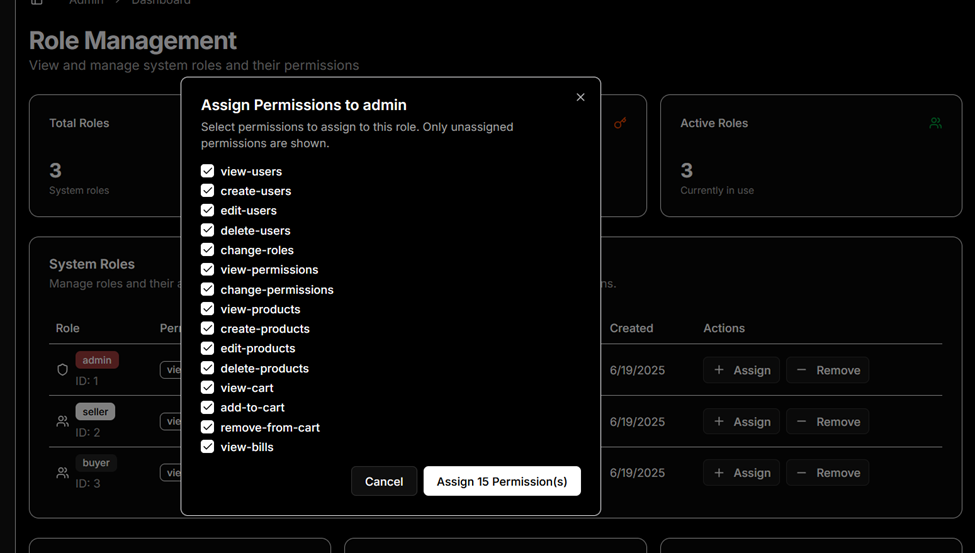 Admin > Dashboard
Role Management
View and manage system roles and their permissions
Total Roles
3
System roles
Active Roles
3
Currently in use
System Roles
Manage roles and their a
ns.
Role
Per
Created
Actions
admin
ID: 1
vie
6/19/2025
+ Assign
− Remove
seller
ID: 2
vie
6/19/2025
+ Assign
− Remove
buyer
ID: 3
vie
6/19/2025
+ Assign
− Remove
Assign Permissions to admin
Select permissions to assign to this role. Only unassigned
permissions are shown.
view-users
create-users
edit-users
delete-users
change-roles
view-permissions
change-permissions
view-products
create-products
edit-products
delete-products
view-cart
add-to-cart
remove-from-cart
view-bills
Cancel
Assign 15 Permission(s)